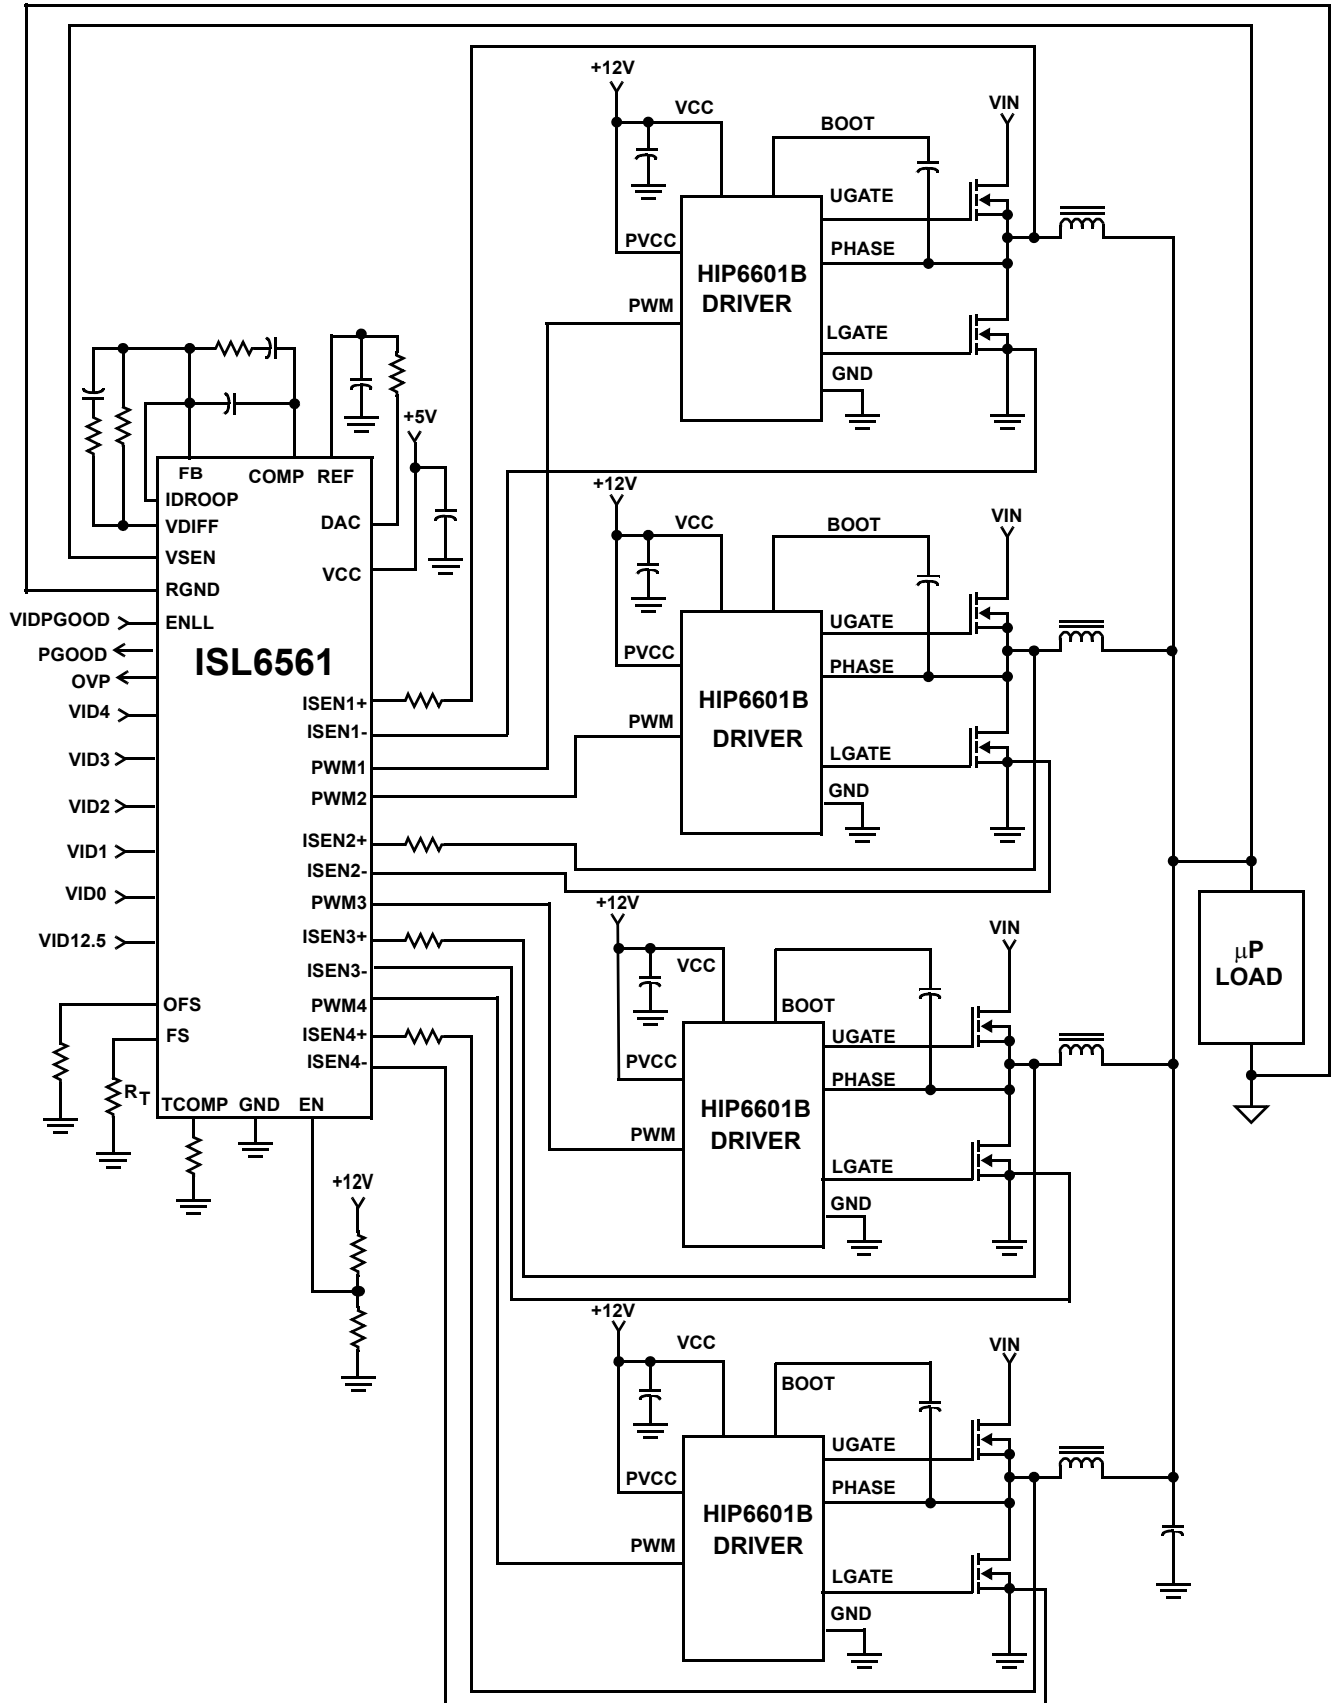 +12V
VCC
BOOT
VIN
UGATE
PVCC
PHASE
HIP6601B
DRIVER
PWM
LGATE
GND
+5V
FB
COMP
REF
IDROOP
VDIFF
DAC
VSEN
VCC
RGND
VIDPGOOD
ENLL
PGOOD
OVP
ISL6561
VID4
VID3
VID2
VID1
VID0
VID12.5
ISEN1+
ISEN1-
PWM1
PWM2
ISEN2+
ISEN2-
PWM3
ISEN3+
ISEN3-
PWM4
ISEN4+
ISEN4-
OFS
FS
RT
TCOMP
GND
EN
+12V
+12V
VCC
BOOT
VIN
UGATE
PVCC
PHASE
HIP6601B
DRIVER
PWM
LGATE
GND
+12V
VCC
BOOT
VIN
UGATE
PVCC
PHASE
HIP6601B
DRIVER
PWM
LGATE
GND
µP
LOAD
+12V
VCC
BOOT
VIN
UGATE
PVCC
PHASE
HIP6601B
DRIVER
PWM
LGATE
GND